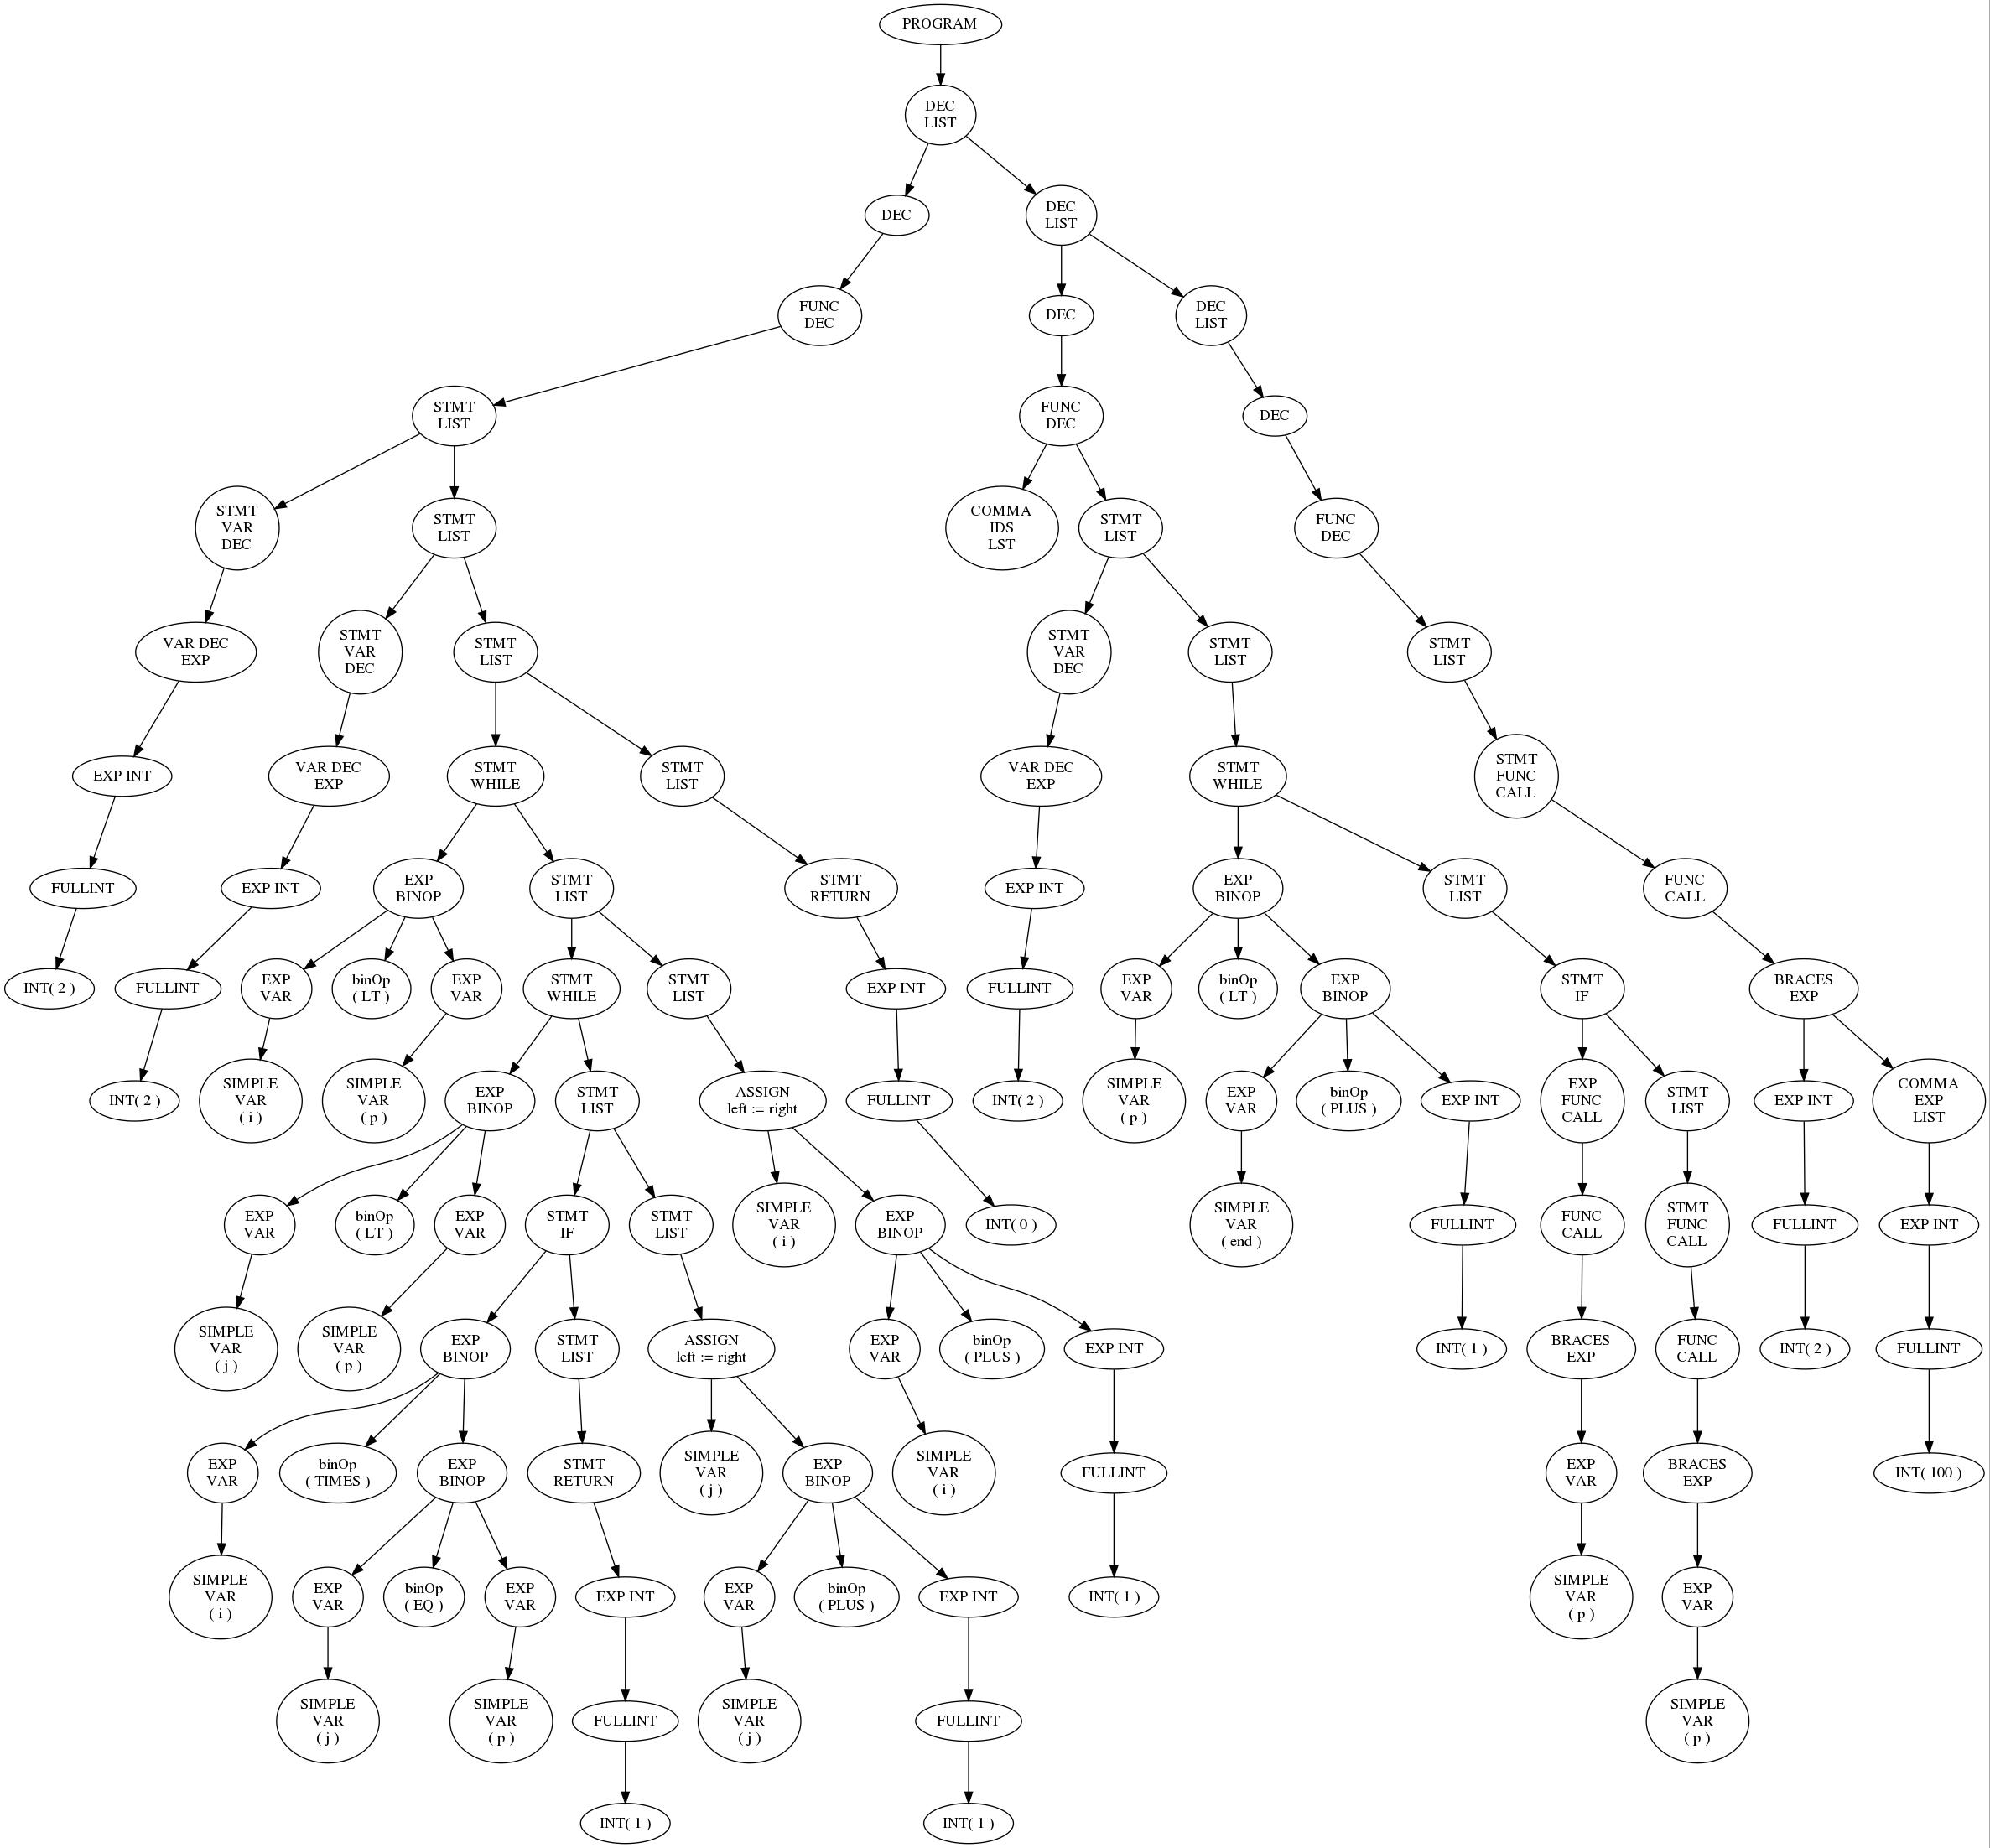 PROGRAM
DEC
LIST
DEC
DEC
LIST
FUNC
DEC
DEC
DEC
LIST
STMT
LIST
FUNC
DEC
DEC
STMT
VAR
DEC
STMT
LIST
COMMA
IDS
LST
STMT
LIST
FUNC
DEC
VAR DEC
EXP
STMT
VAR
DEC
STMT
LIST
STMT
VAR
DEC
STMT
LIST
STMT
LIST
EXP INT
VAR DEC
EXP
STMT
WHILE
STMT
LIST
VAR DEC
EXP
STMT
WHILE
STMT
FUNC
CALL
FULLINT
EXP INT
EXP
BINOP
STMT
LIST
STMT
RETURN
EXP INT
EXP
BINOP
STMT
LIST
FUNC
CALL
INT( 2 )
FULLINT
EXP
VAR
binOp
( LT )
EXP
VAR
STMT
WHILE
STMT
LIST
EXP INT
FULLINT
EXP
VAR
binOp
( LT )
EXP
BINOP
STMT
IF
BRACES
EXP
INT( 2 )
SIMPLE
VAR
( i )
SIMPLE
VAR
( p )
EXP
BINOP
STMT
LIST
ASSIGN
left := right
FULLINT
INT( 2 )
SIMPLE
VAR
( p )
EXP
VAR
binOp
( PLUS )
EXP INT
EXP
FUNC
CALL
STMT
LIST
EXP INT
COMMA
EXP
LIST
EXP
VAR
binOp
( LT )
EXP
VAR
STMT
IF
STMT
LIST
SIMPLE
VAR
( i )
EXP
BINOP
INT( 0 )
SIMPLE
VAR
( end )
FULLINT
FUNC
CALL
STMT
FUNC
CALL
FULLINT
EXP INT
SIMPLE
VAR
( j )
SIMPLE
VAR
( p )
EXP
BINOP
STMT
LIST
ASSIGN
left := right
EXP
VAR
binOp
( PLUS )
EXP INT
INT( 1 )
BRACES
EXP
FUNC
CALL
INT( 2 )
FULLINT
EXP
VAR
binOp
( TIMES )
EXP
BINOP
STMT
RETURN
SIMPLE
VAR
( j )
EXP
BINOP
SIMPLE
VAR
( i )
FULLINT
EXP
VAR
BRACES
EXP
INT( 100 )
SIMPLE
VAR
( i )
EXP
VAR
binOp
( EQ )
EXP
VAR
EXP INT
EXP
VAR
binOp
( PLUS )
EXP INT
INT( 1 )
SIMPLE
VAR
( p )
EXP
VAR
SIMPLE
VAR
( j )
SIMPLE
VAR
( p )
FULLINT
SIMPLE
VAR
( j )
FULLINT
SIMPLE
VAR
( p )
INT( 1 )
INT( 1 )